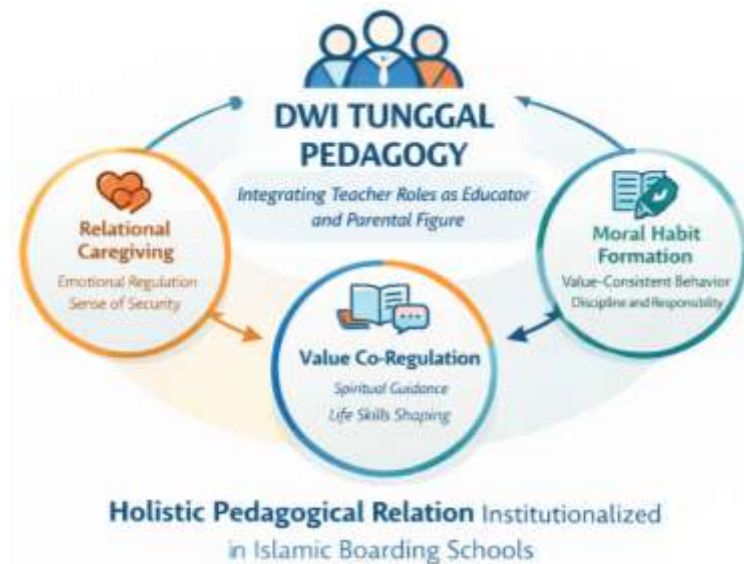 DWI TUNGGAL
PEDAGOGY
Integrating Teacher Roles as Educator
and Parental Figure
Relational
Caregiving
Emotional Regulation
Sense of Security
Moral Habit
Formation
Value-Consistent Behavior
Discipline and Responsibility
Value Co-Regulation
Spiritual Guidance
Life Skills Shaping
Holistic Pedagogical Relation Institutionalized
in Islamic Boarding Schools